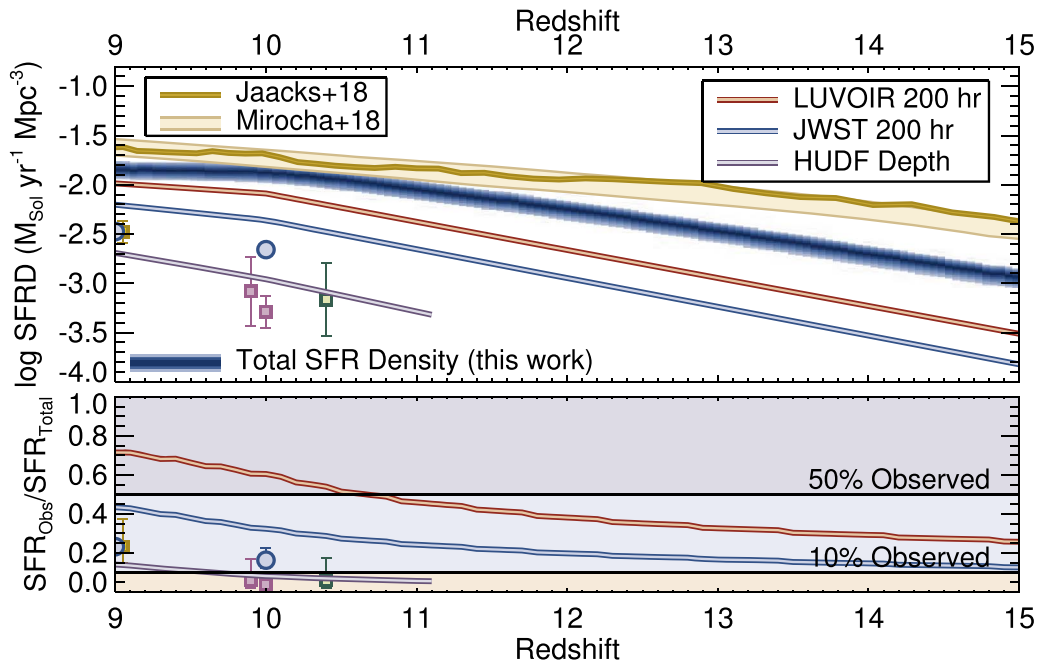 Redshift
9 10 11 12 13 14 15
Jaacks+18
Mirocha+18
LUVOIR 200 hr
JWST 200 hr
HUDF Depth
log SFRD (M_Sol yr^-1 Mpc^-3)
-1.0
-1.5
-2.0
-2.5
-3.0
-3.5
-4.0
Total SFR Density (this work)
SFR_Obs/SFR_Total
1.0
0.8
0.6
0.4
0.2
0.0
50% Observed
10% Observed
9 10 11 12 13 14 15
Redshift